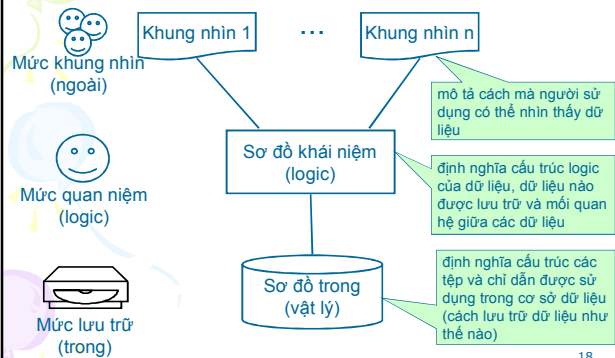 Khung nhìn 1
...
Khung nhìn n
Mức khung nhìn
(ngoài)
mô tả cách mà người sử
dụng có thể nhìn thấy dữ
liệu
Sơ đồ khái niệm
(logic)
Mức quan niệm
(logic)
định nghĩa cấu trúc logic
của dữ liệu, dữ liệu nào
được lưu trữ và mối quan
hệ giữa các dữ liệu
Sơ đồ trong
(vật lý)
Mức lưu trữ
(trong)
định nghĩa cấu trúc các
tệp và chỉ dẫn được sử
dụng trong cơ sở dữ liệu
(cách lưu trữ dữ liệu như
thế nào)
18